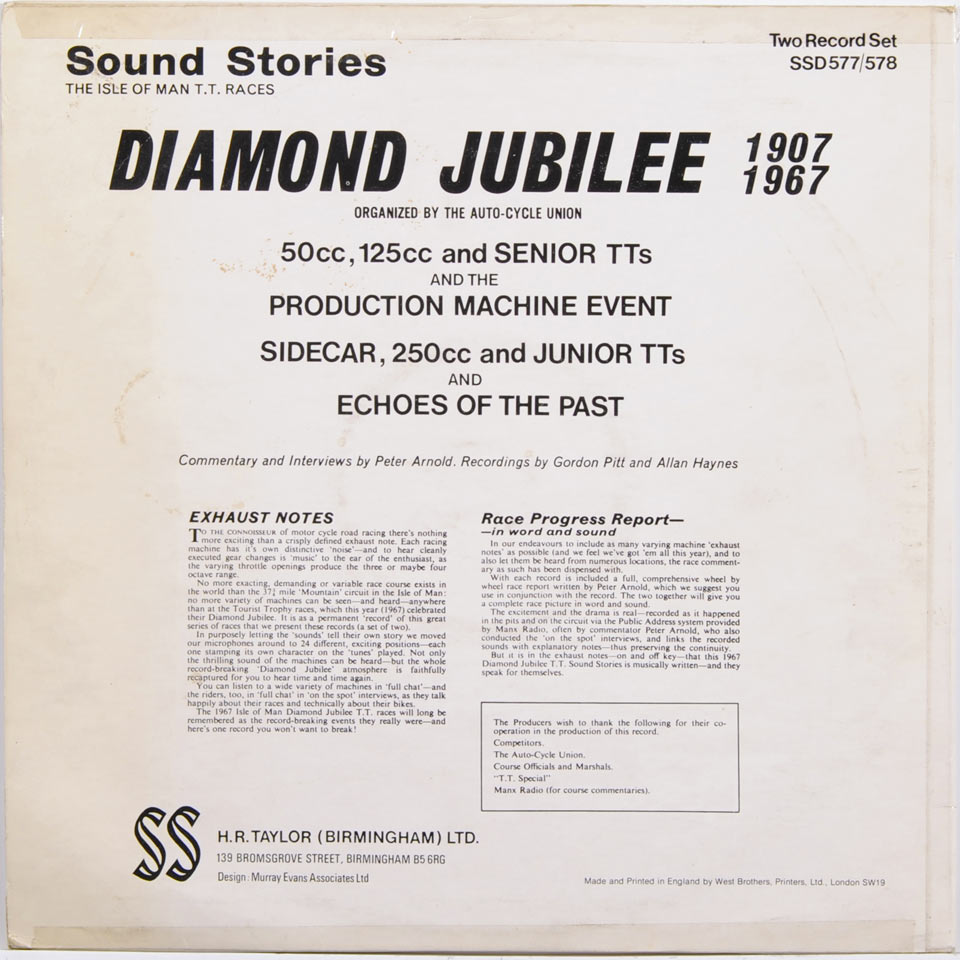 Sound Stories
THE ISLE OF MAN T.T. RACES
Two Record Set
SSD 577/578
DIAMOND JUBILEE 1907
1967
ORGANIZED BY THE AUTO-CYCLE UNION
50cc, 125cc and SENIOR TTs
AND THE
PRODUCTION MACHINE EVENT
SIDECAR, 250cc and JUNIOR TTs
AND
ECHOES OF THE PAST
Commentary and Interviews by Peter Arnold. Recordings by Gordon Pitt and Allan Haynes
EXHAUST NOTES
TO THE CONNOISSEUR of motor cycle road racing there's nothing
more exciting than a crisply defined exhaust note. Each racing
machine has it's own distinctive 'noise'—and to hear cleanly
executed gear changes is 'music' to the ear of the enthusiast, as
the varying throttle openings produce the three or maybe four
octave range.
No more exacting, demanding or variable race course exists in
the world than the 37¾ mile 'Mountain' circuit in the Isle of Man:
no more variety of machines can be seen—and heard—anywhere
than at the Tourist Trophy races, which this year (1967) celebrated
their Diamond Jubilee. It is as a permanent 'record' of this great
series of races that we present these records (a set of two).
In purposely letting the 'sounds' tell their own story we moved
our microphones around to 24 different, exciting positions—each
one stamping its own character on the 'tunes' played. Not only
the thrilling sound of the machines can be heard—but the whole
record-breaking 'Diamond Jubilee' atmosphere is faithfully
recaptured for you to hear time and time again.
You can listen to a wide variety of machines in 'full chat'—and
the riders, too, in 'full chat' in 'on the spot' interviews, as they talk
happily about their races and technically about their bikes.
The 1967 Isle of Man Diamond Jubilee T.T. races will long be
remembered as the record-breaking events they really were—and
here's one record you won't want to break!
Race Progress Report—
—in word and sound
In our endeavours to include as many varying machine 'exhaust
notes' as possible (and we feel we've got 'em all this year), and to
also let them be heard from numerous locations, the race comment-
ary as such has been dispensed with.
With each record is included a full, comprehensive wheel by
wheel race report written by Peter Arnold, which we suggest you
use in conjunction with the record. The two together will give you
a complete race picture in word and sound.
The excitement and the drama is real—recorded as it happened
in the pits and on the circuit via the Public Address system provided
by Manx Radio, often by commentator Peter Arnold, who also
conducted the 'on the spot' interviews, and links the recorded
sounds with explanatory notes—thus preserving the continuity.
But it is in the exhaust notes—on and off key—that this 1967
Diamond Jubilee T.T. Sound Stories is musically written—and they
speak for themselves.
The Producers wish to thank the following for their co-
operation in the production of this record.
Competitors.
The Auto-Cycle Union.
Course Officials and Marshals.
"T.T. Special"
Manx Radio (for course commentaries).
SS
H.R. TAYLOR (BIRMINGHAM) LTD.
139 BROMSGROVE STREET, BIRMINGHAM B5 6RG
Design: Murray Evans Associates Ltd
Made and Printed in England by West Brothers, Printers, Ltd., London SW19